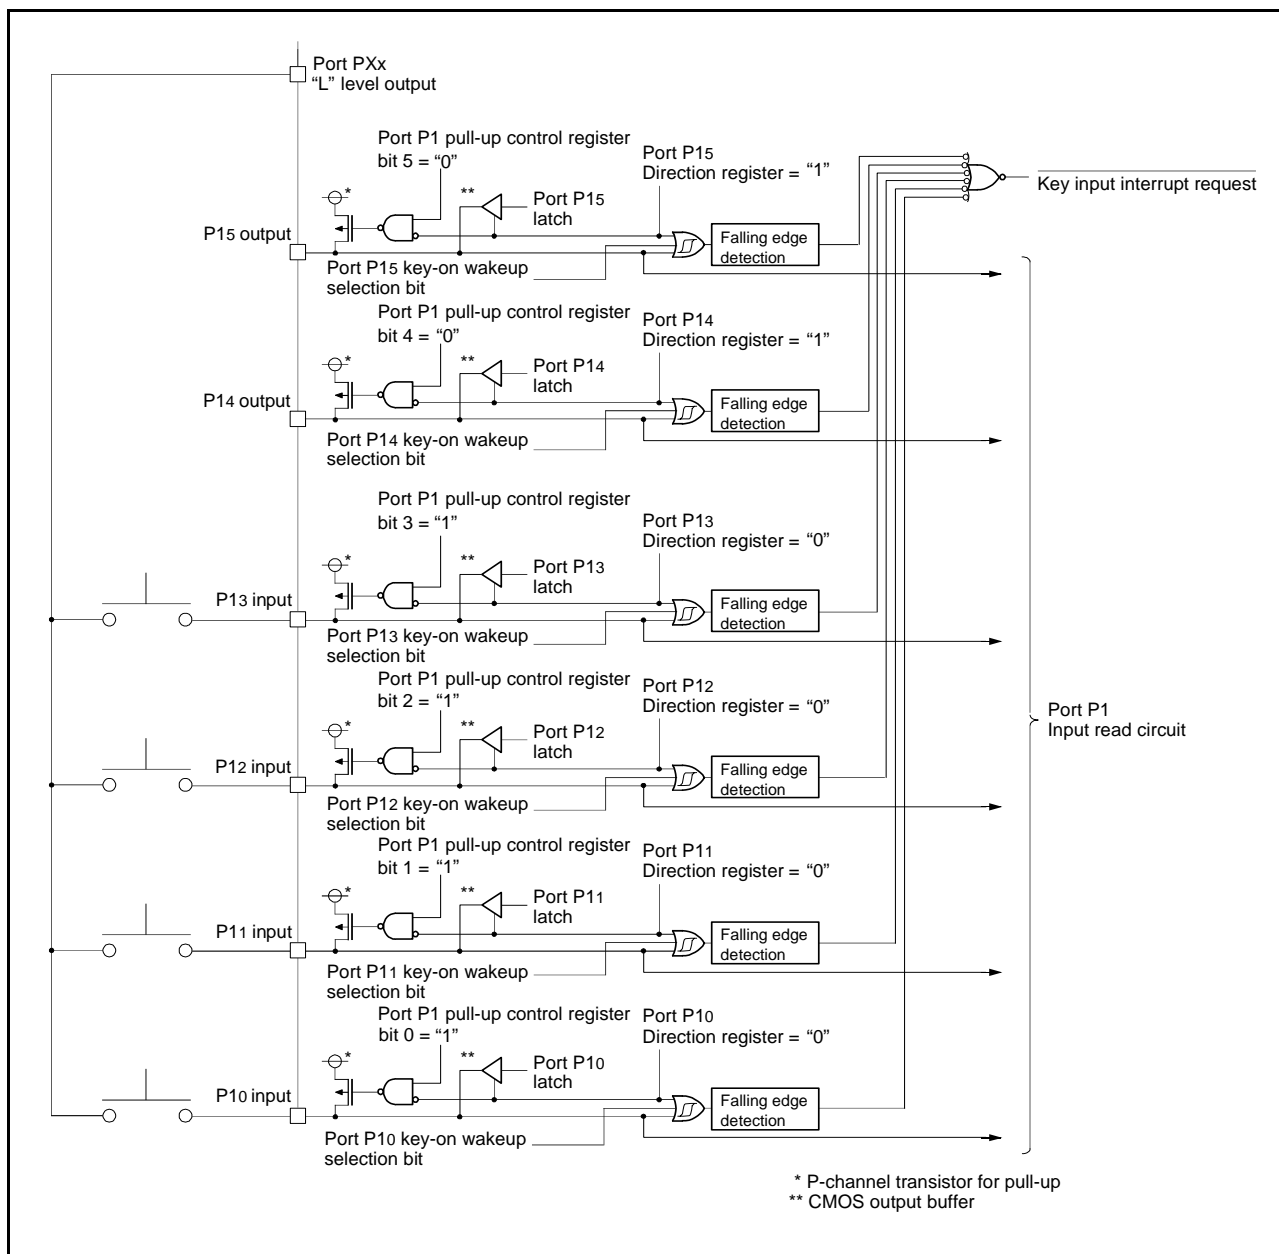 Port PXx
“L” level output
Port P1 pull-up control register
bit 5 = “0”
Port P15
Direction register = “1”
Key input interrupt request
*
**
Port P15
latch
P15 output
Falling edge
detection
Port P15 key-on wakeup
selection bit
Port P1 pull-up control register
bit 4 = “0”
Port P14
Direction register = “1”
*
**
Port P14
latch
P14 output
Falling edge
detection
Port P14 key-on wakeup
selection bit
Port P1 pull-up control register
bit 3 = “1”
Port P13
Direction register = “0”
*
**
Port P13
latch
P13 input
Falling edge
detection
Port P13 key-on wakeup
selection bit
Port P1 pull-up control register
bit 2 = “1”
Port P12
Direction register = “0”
*
**
Port P12
latch
P12 input
Falling edge
detection
Port P12 key-on wakeup
selection bit
Port P1
Input read circuit
Port P1 pull-up control register
bit 1 = “1”
Port P11
Direction register = “0”
*
**
Port P11
latch
P11 input
Falling edge
detection
Port P11 key-on wakeup
selection bit
Port P1 pull-up control register
bit 0 = “1”
Port P10
Direction register = “0”
*
**
Port P10
latch
P10 input
Falling edge
detection
Port P10 key-on wakeup
selection bit
* P-channel transistor for pull-up
** CMOS output buffer